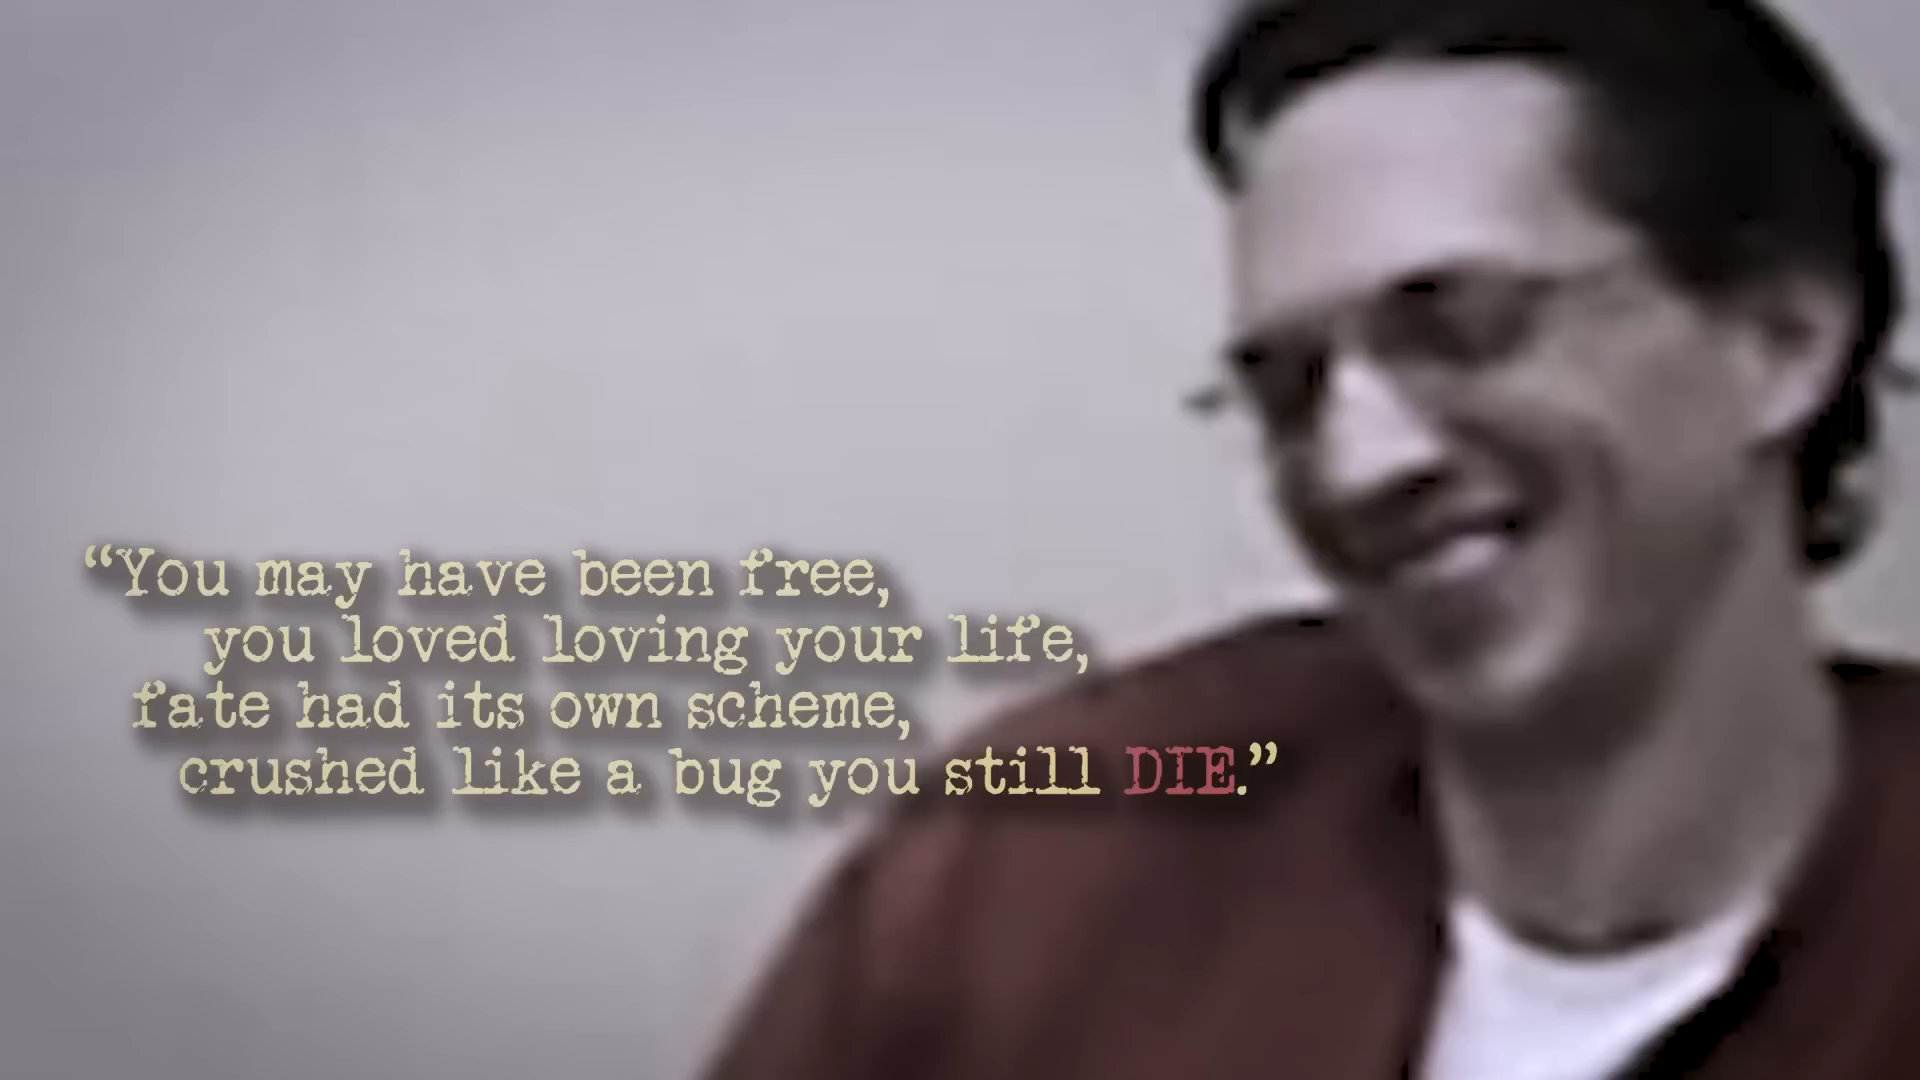 “You may have been free,
you loved loving your life,
fate had its own scheme,
crushed like a bug you still DIE.”